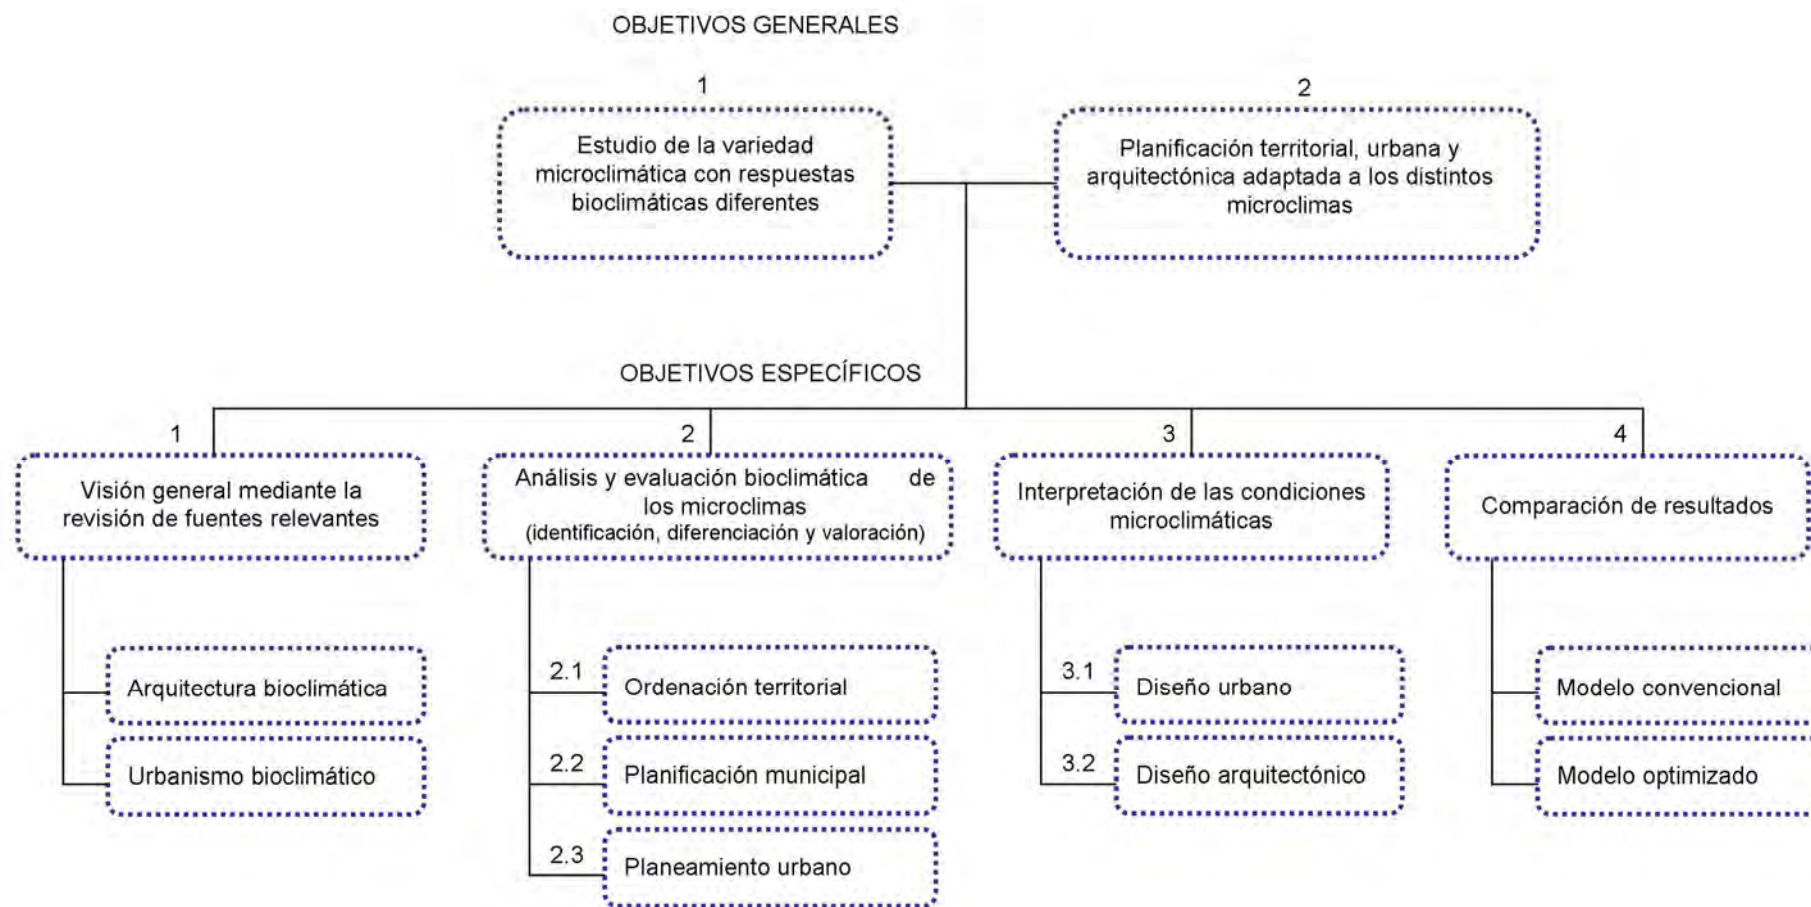 OBJETIVOS GENERALES
1
Estudio de la variedad
microclimática con respuestas
bioclimáticas diferentes
2
Planificación territorial, urbana y
arquitectónica adaptada a los distintos
microclimas
OBJETIVOS ESPECÍFICOS
1
Visión general mediante la
revisión de fuentes relevantes
Arquitectura bioclimática
Urbanismo bioclimático
2
Análisis y evaluación bioclimática de
los microclimas
(identificación, diferenciación y valoración)
2.1
Ordenación territorial
2.2
Planificación municipal
2.3
Planeamiento urbano
3
Interpretación de las condiciones
microclimáticas
3.1
Diseño urbano
3.2
Diseño arquitectónico
4
Comparación de resultados
Modelo convencional
Modelo optimizado